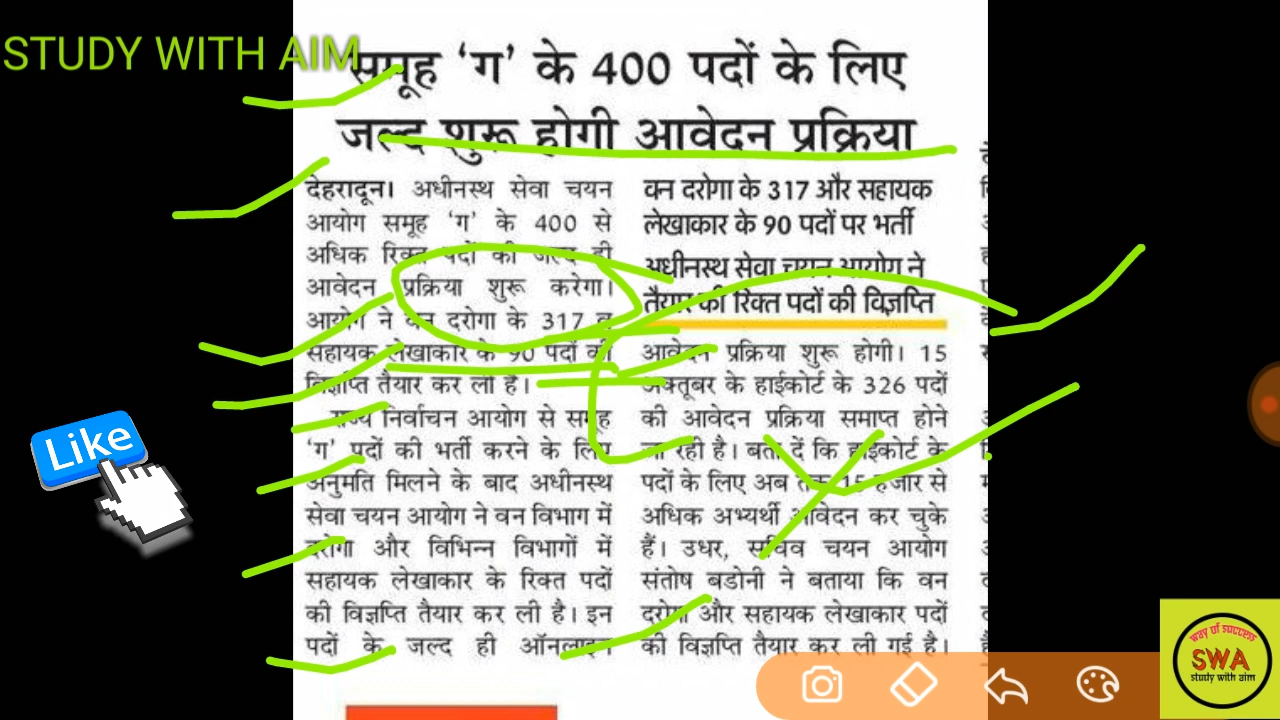 STUDY WITH AIM
समूह ‘ग’ के 400 पदों के लिए
जल्द शुरू होगी आवेदन प्रक्रिया
देहरादून। अधीनस्थ सेवा चयन
आयोग समूह ‘ग’ के 400 से
अधिक रिक्त पदों की जल्द ही
आवेदन प्रक्रिया शुरू करेगा।
आयोग ने वन दरोगा के 317 व
सहायक लेखाकार के 90 पदों की
विज्ञप्ति तैयार कर ली है।
राज्य निर्वाचन आयोग से समूह
‘ग’ पदों की भर्ती करने के लिए
अनुमति मिलने के बाद अधीनस्थ
सेवा चयन आयोग ने वन विभाग में
दरोगा और विभिन्न विभागों में
सहायक लेखाकार के रिक्त पदों
की विज्ञप्ति तैयार कर ली है। इन
पदों के जल्द ही ऑनलाइन
वन दरोगा के 317 और सहायक
लेखाकार के 90 पदों पर भर्ती
अधीनस्थ सेवा चयन आयोग ने
तैयार की रिक्त पदों की विज्ञप्ति
आवेदन प्रक्रिया शुरू होगी। 15
अक्तूबर के हाईकोर्ट के 326 पदों
की आवेदन प्रक्रिया समाप्त होने
जा रही है। बता दें कि हाईकोर्ट के
पदों के लिए अब तक 15 हजार से
अधिक अभ्यर्थी आवेदन कर चुके
हैं। उधर, सचिव चयन आयोग
संतोष बडोनी ने बताया कि वन
दरोगा और सहायक लेखाकार पदों
की विज्ञप्ति तैयार कर ली गई है।
Like
way of success
SWA
study with aim